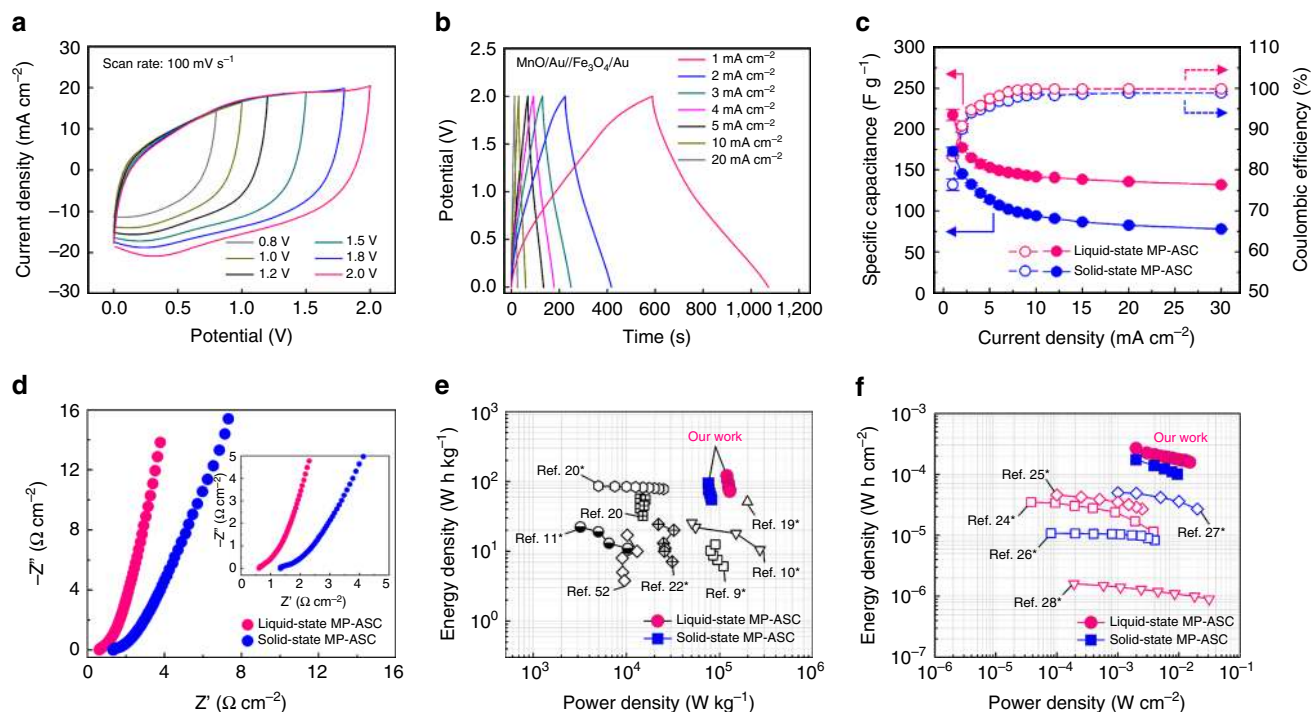 a
Current density (mA cm⁻²)
30
20
10
0
−10
−20
−30
Scan rate: 100 mV s⁻¹
0.8 V
1.0 V
1.2 V
1.5 V
1.8 V
2.0 V
0.0
0.5
1.0
1.5
2.0
Potential (V)
b
Potential (V)
2.5
2.0
1.5
1.0
0.5
0.0
MnO/Au//Fe₃O₄/Au
1 mA cm⁻²
2 mA cm⁻²
3 mA cm⁻²
4 mA cm⁻²
5 mA cm⁻²
10 mA cm⁻²
20 mA cm⁻²
0
200
400
600
800
1,000
1,200
Time (s)
c
Specific capacitance (F g⁻¹)
300
250
200
150
100
50
0
110
100
90
80
70
60
50
Coulombic efficiency (%)
Liquid-state MP-ASC
Solid-state MP-ASC
0
5
10
15
20
25
30
Current density (mA cm⁻²)
d
−Z″ (Ω cm⁻²)
16
12
8
4
0
−Z″ (Ω cm⁻²)
5
4
3
2
1
0
0
1
2
3
4
5
Z′ (Ω cm⁻²)
Liquid-state MP-ASC
Solid-state MP-ASC
0
4
8
12
16
Z′ (Ω cm⁻²)
e
Energy density (W h kg⁻¹)
10³
10²
10¹
10⁰
Our work
Ref. 20*
Ref. 20
Ref. 19*
Ref. 11*
Ref. 52
Ref. 22*
Ref. 9*
Ref. 10*
Liquid-state MP-ASC
Solid-state MP-ASC
10³
10⁴
10⁵
10⁶
Power density (W kg⁻¹)
f
Energy density (W h cm⁻²)
10⁻³
10⁻⁴
10⁻⁵
10⁻⁶
10⁻⁷
Our work
Ref. 25*
Ref. 24*
Ref. 27*
Ref. 26*
Ref. 28*
Liquid-state MP-ASC
Solid-state MP-ASC
10⁻⁶
10⁻⁵
10⁻⁴
10⁻³
10⁻²
10⁻¹
Power density (W cm⁻²)